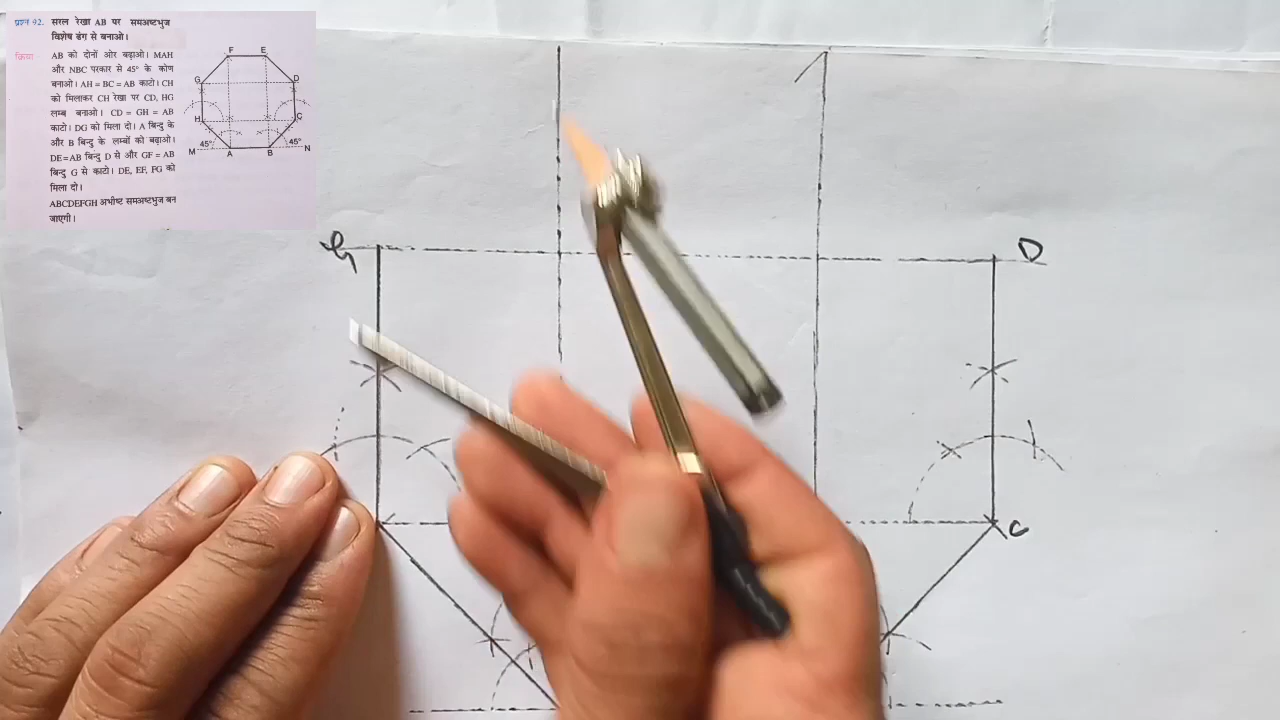 प्रश्न 92. सरल रेखा AB पर समअष्टभुज
विशेष ढंग से बनाओ।
क्रिया AB को दोनों ओर बढ़ाओ। MAH
और NBC परकार से 45° के कोण
बनाओ। AH = BC = AB काटो। CH
को मिलाकर CH रेखा पर CD, HG
लम्ब बनाओ। CD = GH = AB
काटो। DG को मिला दो। A बिन्दु के
और B बिन्दु के लम्बों को बढ़ाओ।
DE=AB बिन्दु D से और GF = AB
बिन्दु G से काटो। DE, EF, FG को
मिला दो।
ABCDEFGH अभीष्ट समअष्टभुज बन
जाएगी।
F E
G D
H C
45° 45°
M A B N
G D
C